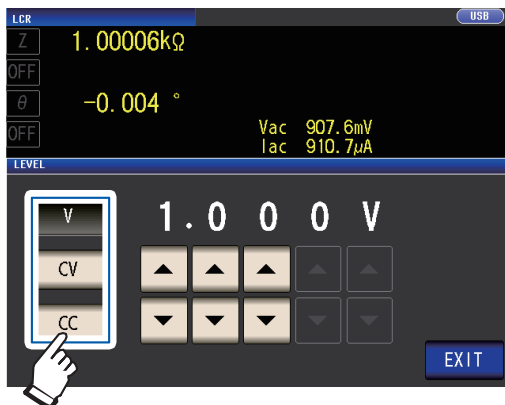 LCR USB
Z 1.00006kΩ
OFF
θ -0.004 °
OFF
Vac 907.6mV
Iac 910.7μA
LEVEL
V 1.000V
CV
CC
EXIT